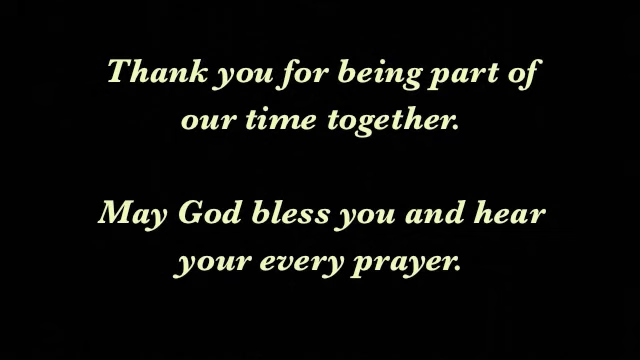 Thank you for being part of
our time together.
May God bless you and hear
your every prayer.